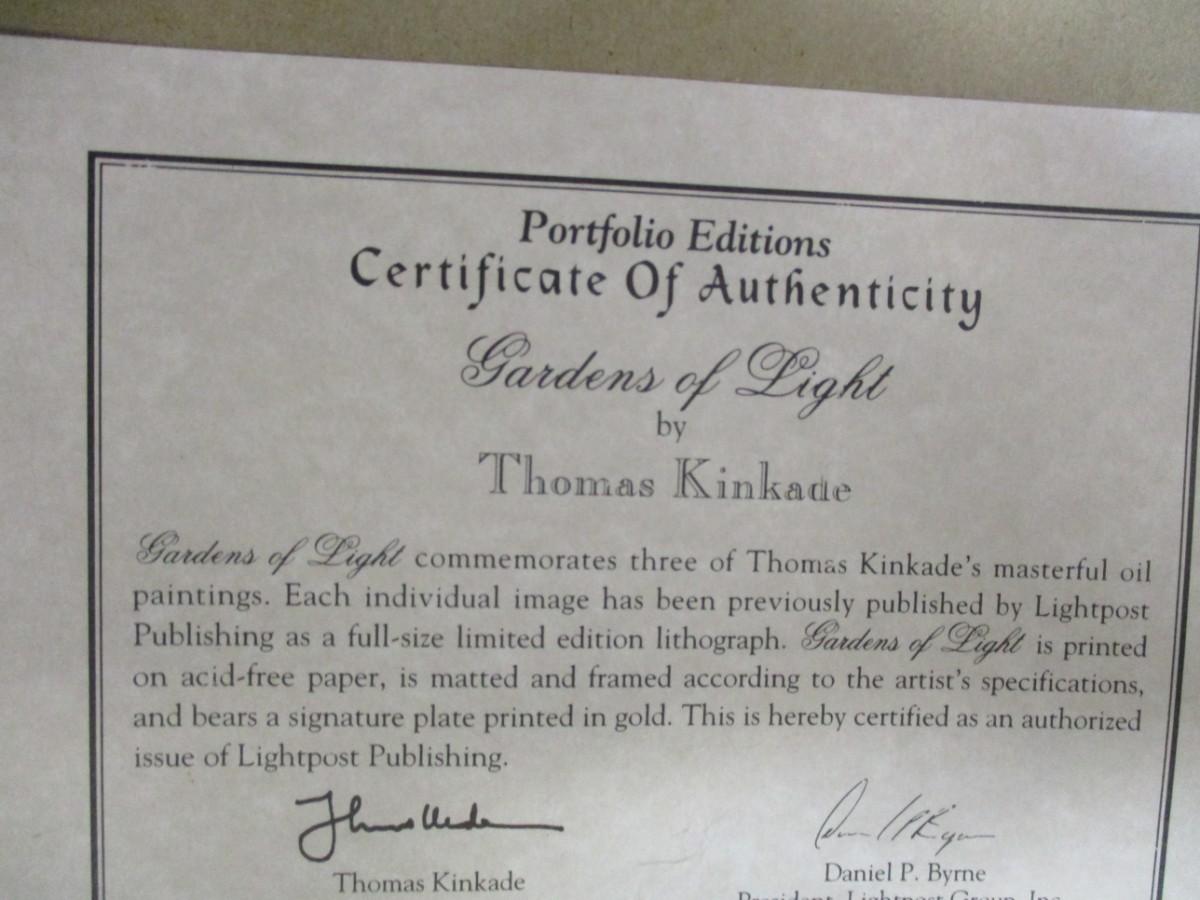 Portfolio Editions
Certificate Of Authenticity
Gardens of Light
by
Thomas Kinkade
Gardens of Light commemorates three of Thomas Kinkade's masterful oil
paintings. Each individual image has been previously published by Lightpost
Publishing as a full-size limited edition lithograph. Gardens of Light is printed
on acid-free paper, is matted and framed according to the artist's specifications,
and bears a signature plate printed in gold. This is hereby certified as an authorized
issue of Lightpost Publishing.
Thomas Kinkade
Daniel P. Byrne
President, Lightpost Group, Inc.